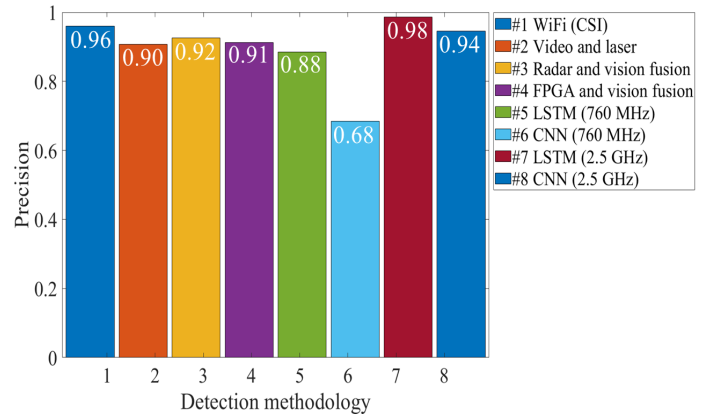 1
0.8
0.6
0.4
0.2
0
Precision
0.96
0.90
0.92
0.91
0.88
0.68
0.98
0.94
1 2 3 4 5 6 7 8
Detection methodology
#1 WiFi (CSI)
#2 Video and laser
#3 Radar and vision fusion
#4 FPGA and vision fusion
#5 LSTM (760 MHz)
#6 CNN (760 MHz)
#7 LSTM (2.5 GHz)
#8 CNN (2.5 GHz)